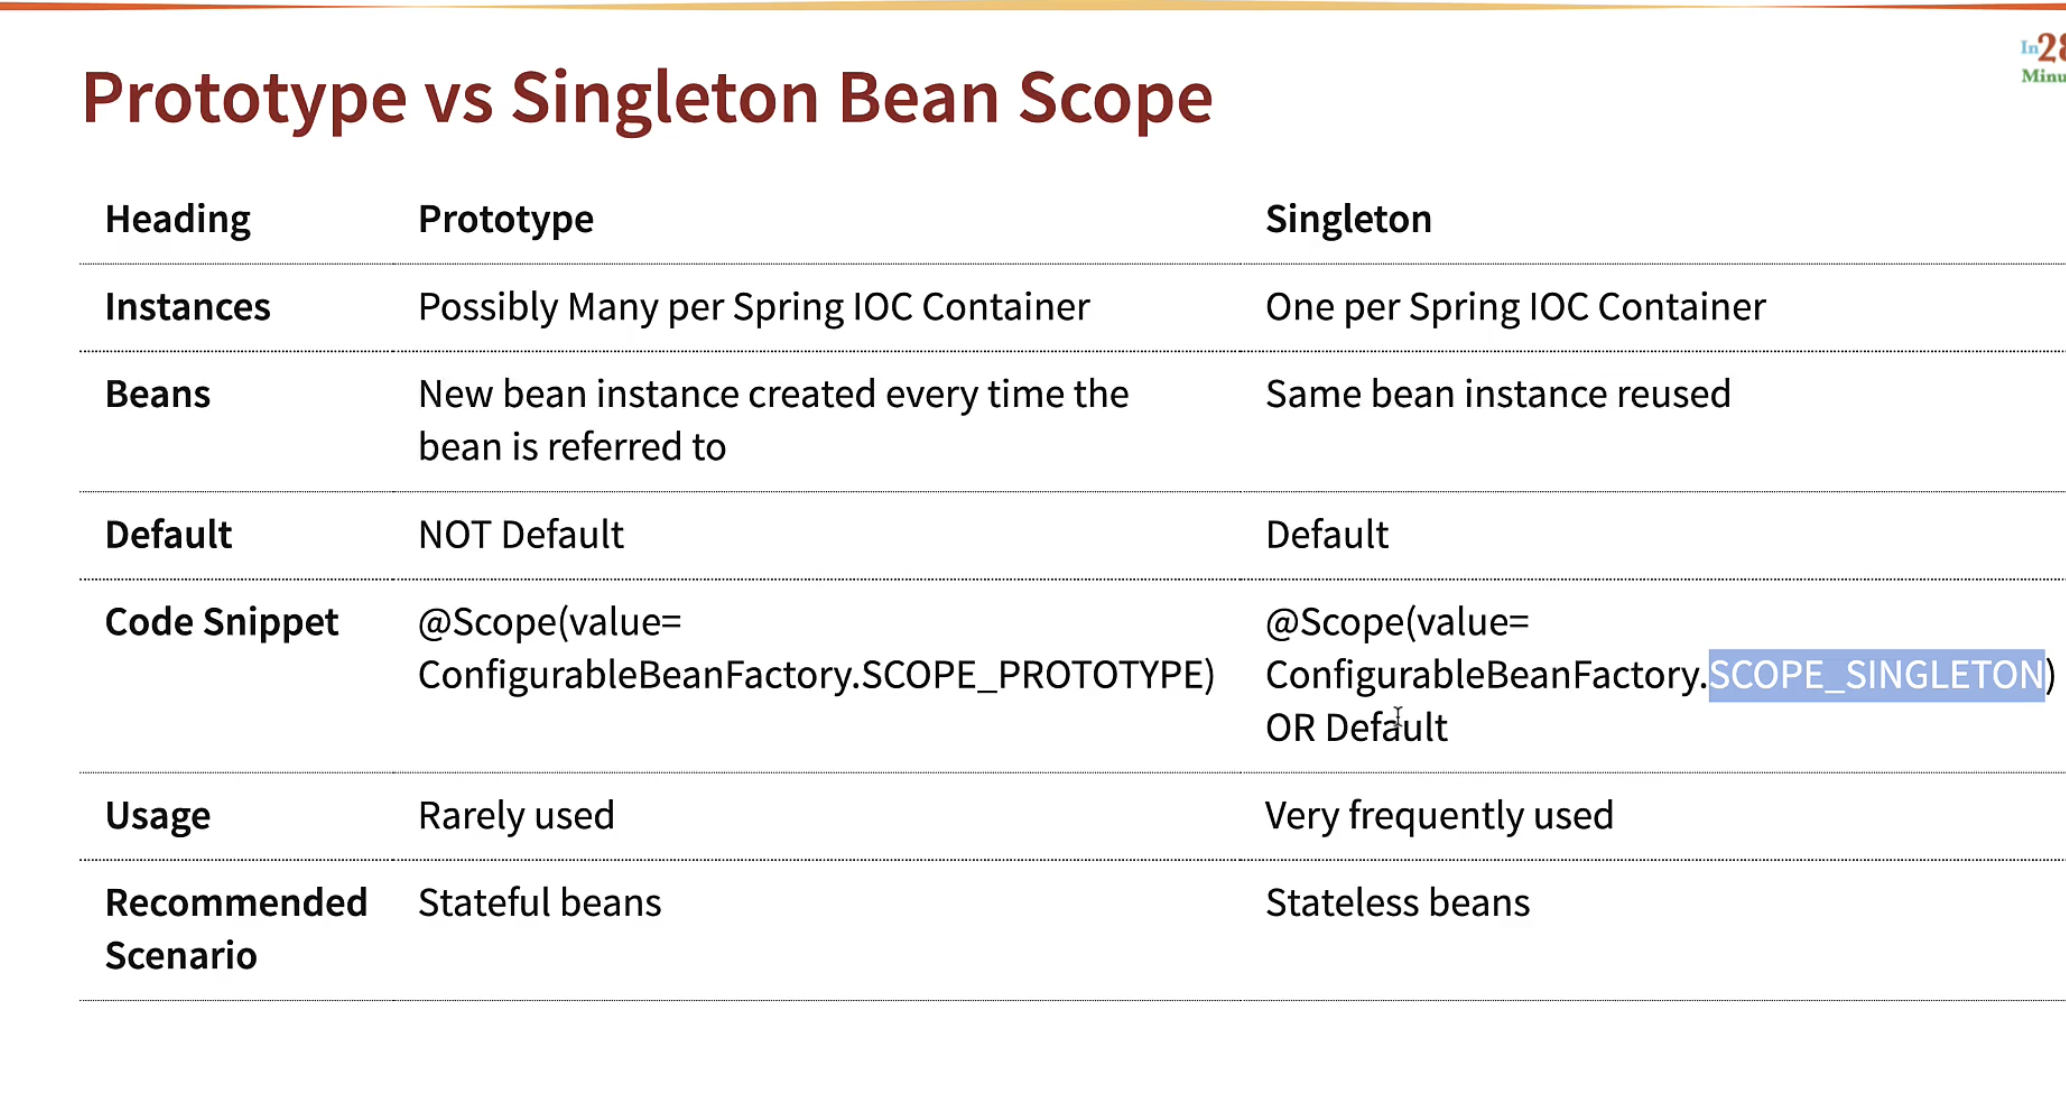 In28
Minu
Prototype vs Singleton Bean Scope
Heading Prototype Singleton
Instances Possibly Many per Spring IOC Container One per Spring IOC Container
Beans New bean instance created every time the Same bean instance reused
bean is referred to
Default NOT Default Default
Code Snippet @Scope(value= @Scope(value=
ConfigurableBeanFactory.SCOPE_PROTOTYPE) ConfigurableBeanFactory.SCOPE_SINGLETON)
OR Default
Usage Rarely used Very frequently used
Recommended Stateful beans Stateless beans
Scenario